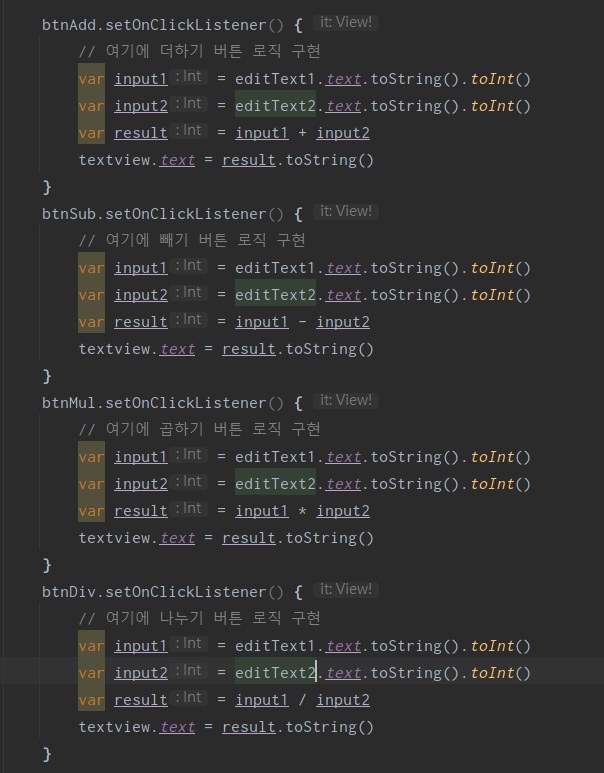 btnAdd.setOnClickListener() { it: View!
// 여기에 더하기 버튼 로직 구현
var input1 : Int = editText1.text.toString().toInt()
var input2 : Int = editText2.text.toString().toInt()
var result : Int = input1 + input2
textview.text = result.toString()
}
btnSub.setOnClickListener() { it: View!
// 여기에 빼기 버튼 로직 구현
var input1 : Int = editText1.text.toString().toInt()
var input2 : Int = editText2.text.toString().toInt()
var result : Int = input1 - input2
textview.text = result.toString()
}
btnMul.setOnClickListener() { it: View!
// 여기에 곱하기 버튼 로직 구현
var input1 : Int = editText1.text.toString().toInt()
var input2 : Int = editText2.text.toString().toInt()
var result : Int = input1 * input2
textview.text = result.toString()
}
btnDiv.setOnClickListener() { it: View!
// 여기에 나누기 버튼 로직 구현
var input1 : Int = editText1.text.toString().toInt()
var input2 : Int = editText2.text.toString().toInt()
var result : Int = input1 / input2
textview.text = result.toString()
}